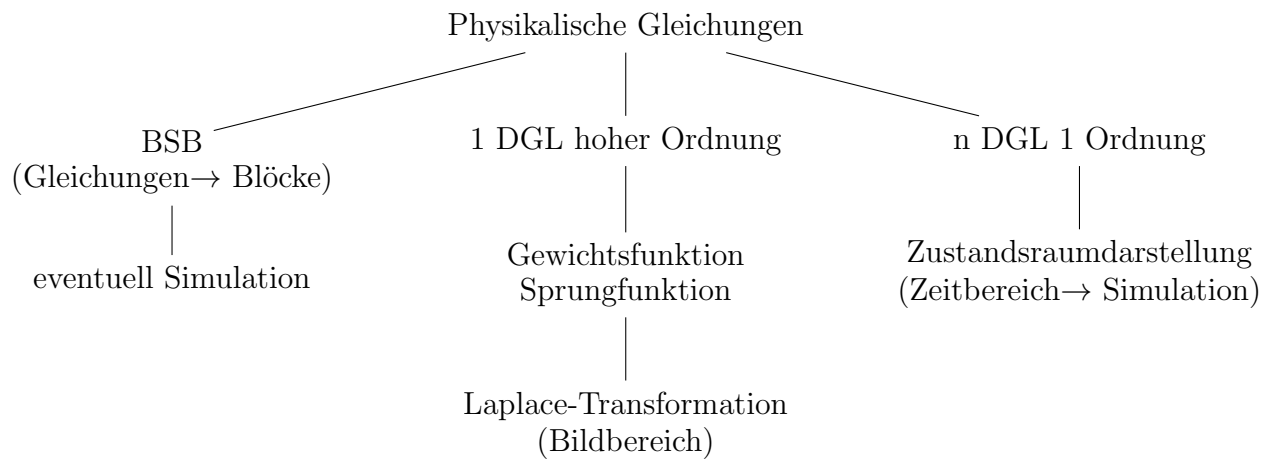 Physikalische Gleichungen
BSB
(Gleichungen→ Blöcke)
eventuell Simulation
1 DGL hoher Ordnung
Gewichtsfunktion
Sprungfunktion
Laplace-Transformation
(Bildbereich)
n DGL 1 Ordnung
Zustandsraumdarstellung
(Zeitbereich→ Simulation)